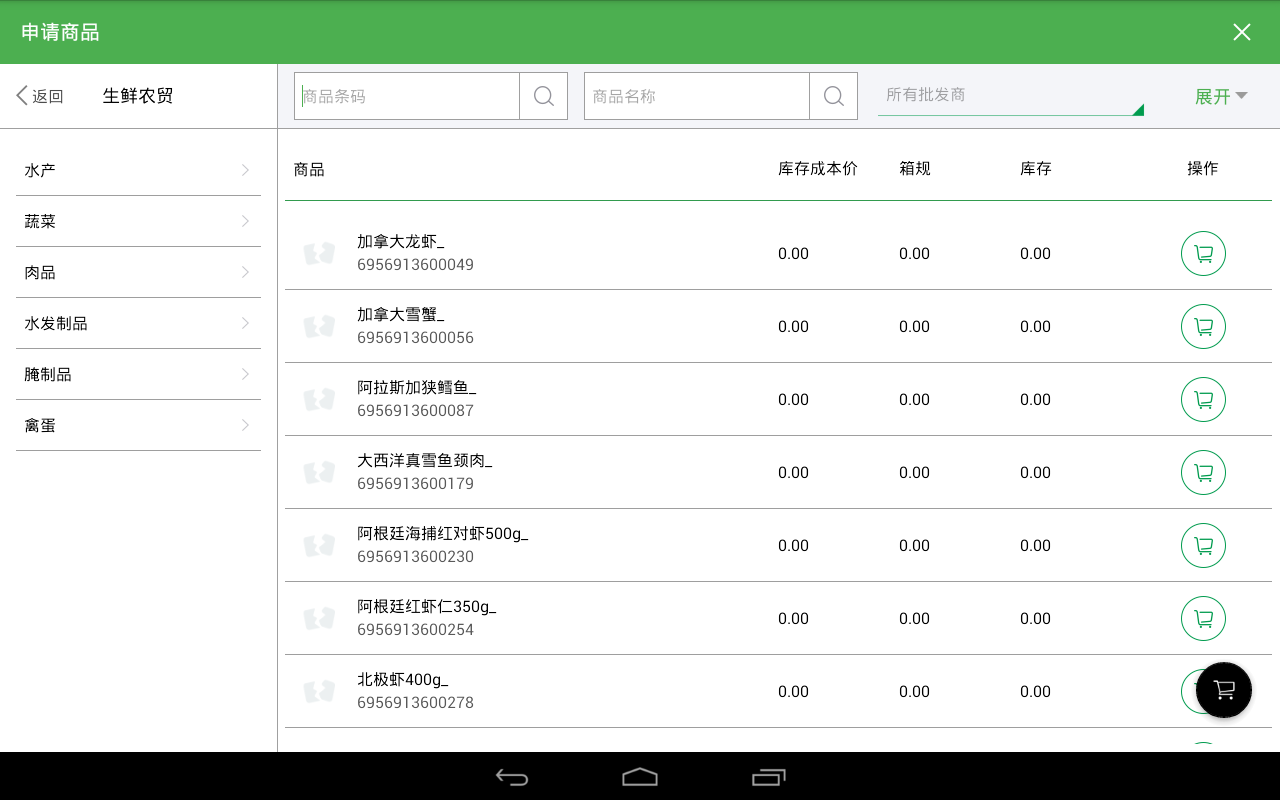 申请商品
返回 生鲜农贸
商品条码
商品名称
所有批发商
展开
水产
蔬菜
肉品
水发制品
腌制品
禽蛋
商品 库存成本价 箱规 库存 操作
加拿大龙虾_
6956913600049
0.00 0.00 0.00
加拿大雪蟹_
6956913600056
0.00 0.00 0.00
阿拉斯加狭鳕鱼_
6956913600087
0.00 0.00 0.00
大西洋真雪鱼颈肉_
6956913600179
0.00 0.00 0.00
阿根廷海捕红对虾500g_
6956913600230
0.00 0.00 0.00
阿根廷红虾仁350g_
6956913600254
0.00 0.00 0.00
北极虾400g_
6956913600278
0.00 0.00 0.00